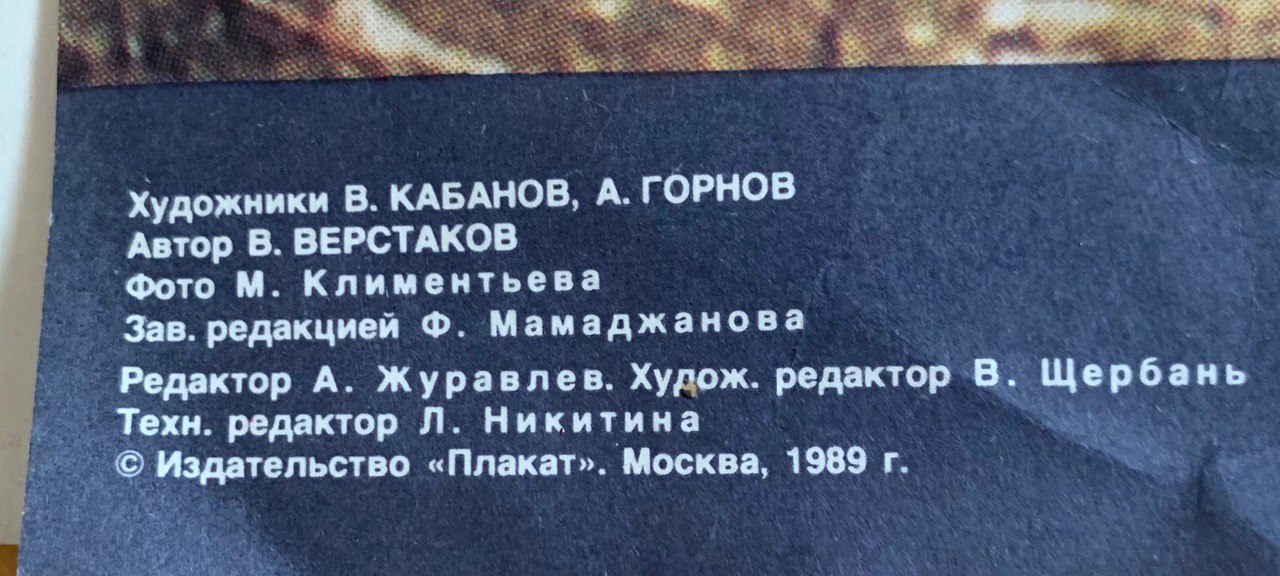 Художники В. КАБАНОВ, А. ГОРНОВ
Автор В. ВЕРСТАКОВ
Фото М. Климентьева
Зав. редакцией Ф. Мамаджанова
Редактор А. Журавлев. Худож. редактор В. Щербань
Техн. редактор Л. Никитина
© Издательство «Плакат». Москва, 1989 г.